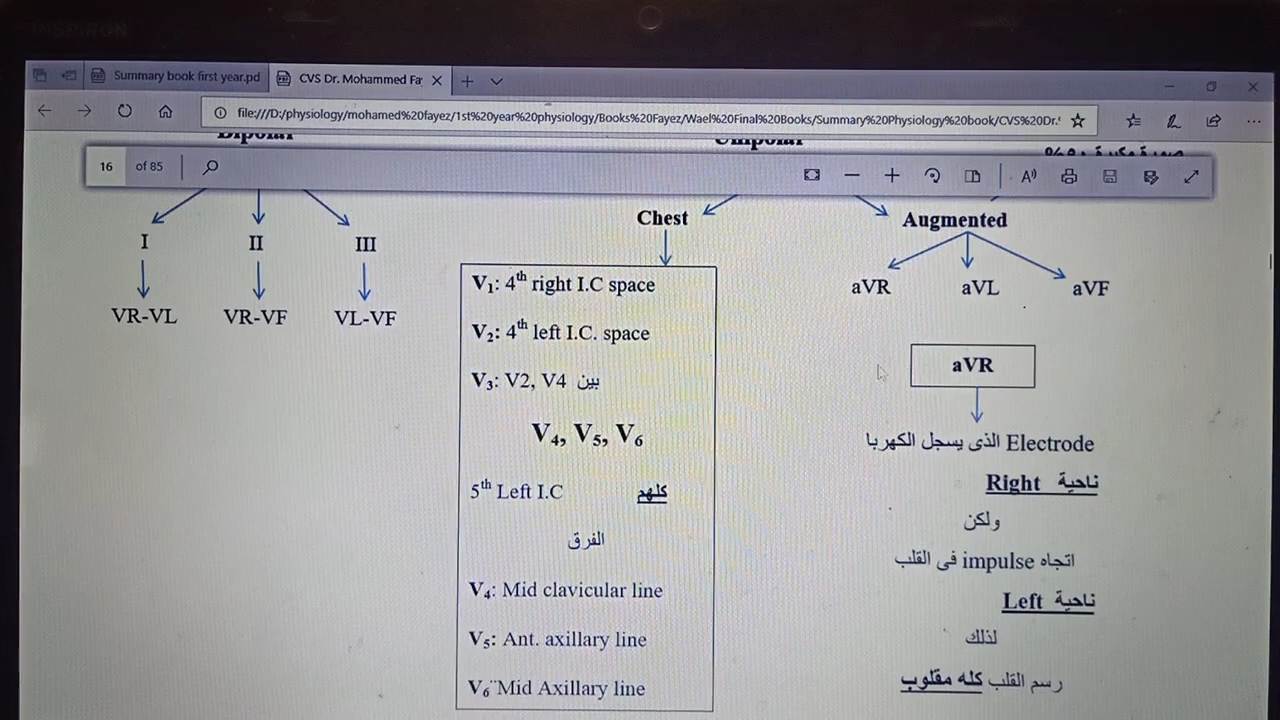 INSPIRON
Summary book first year.pd
CVS Dr. Mohammed Fa
file:///D:/physiology/mohamed%20fayez/1st%20year%20physiology/Books%20Fayez/Wael%20Final%20Books/Summary%20Physiology%20book/CVS%20Dr.
Bipolar
Unipolar
16 of 85
I
II
III
VR-VL
VR-VF
VL-VF
Chest
V1: 4th right I.C space
V2: 4th left I.C. space
V3: V2, V4 بين
V4, V5, V6
5th Left I.C كلهم
الفرق
V4: Mid clavicular line
V5: Ant. axillary line
V6: Mid Axillary line
Augmented
aVR
aVL
aVF
aVR
Electrode الذى يسجل الكهربا
ناحية Right
ولكن
اتجاه impulse فى القلب
ناحية Left
لذلك
رسم القلب كله مقلوب